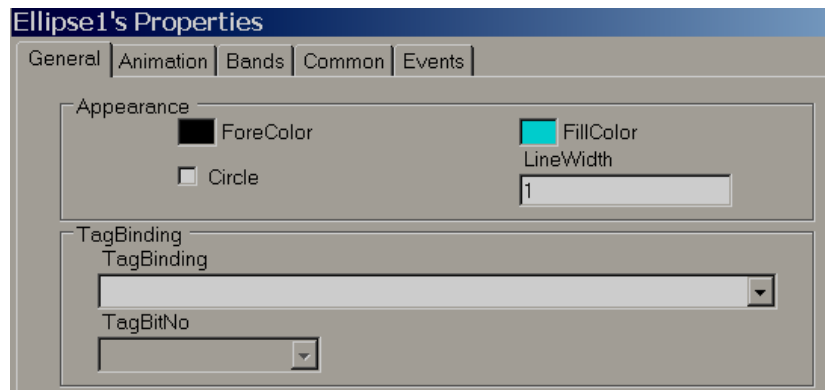 Ellipse1's Properties
General Animation Bands Common Events
Appearance
ForeColor FillColor
Circle LineWidth
1
TagBinding
TagBinding
TagBitNo